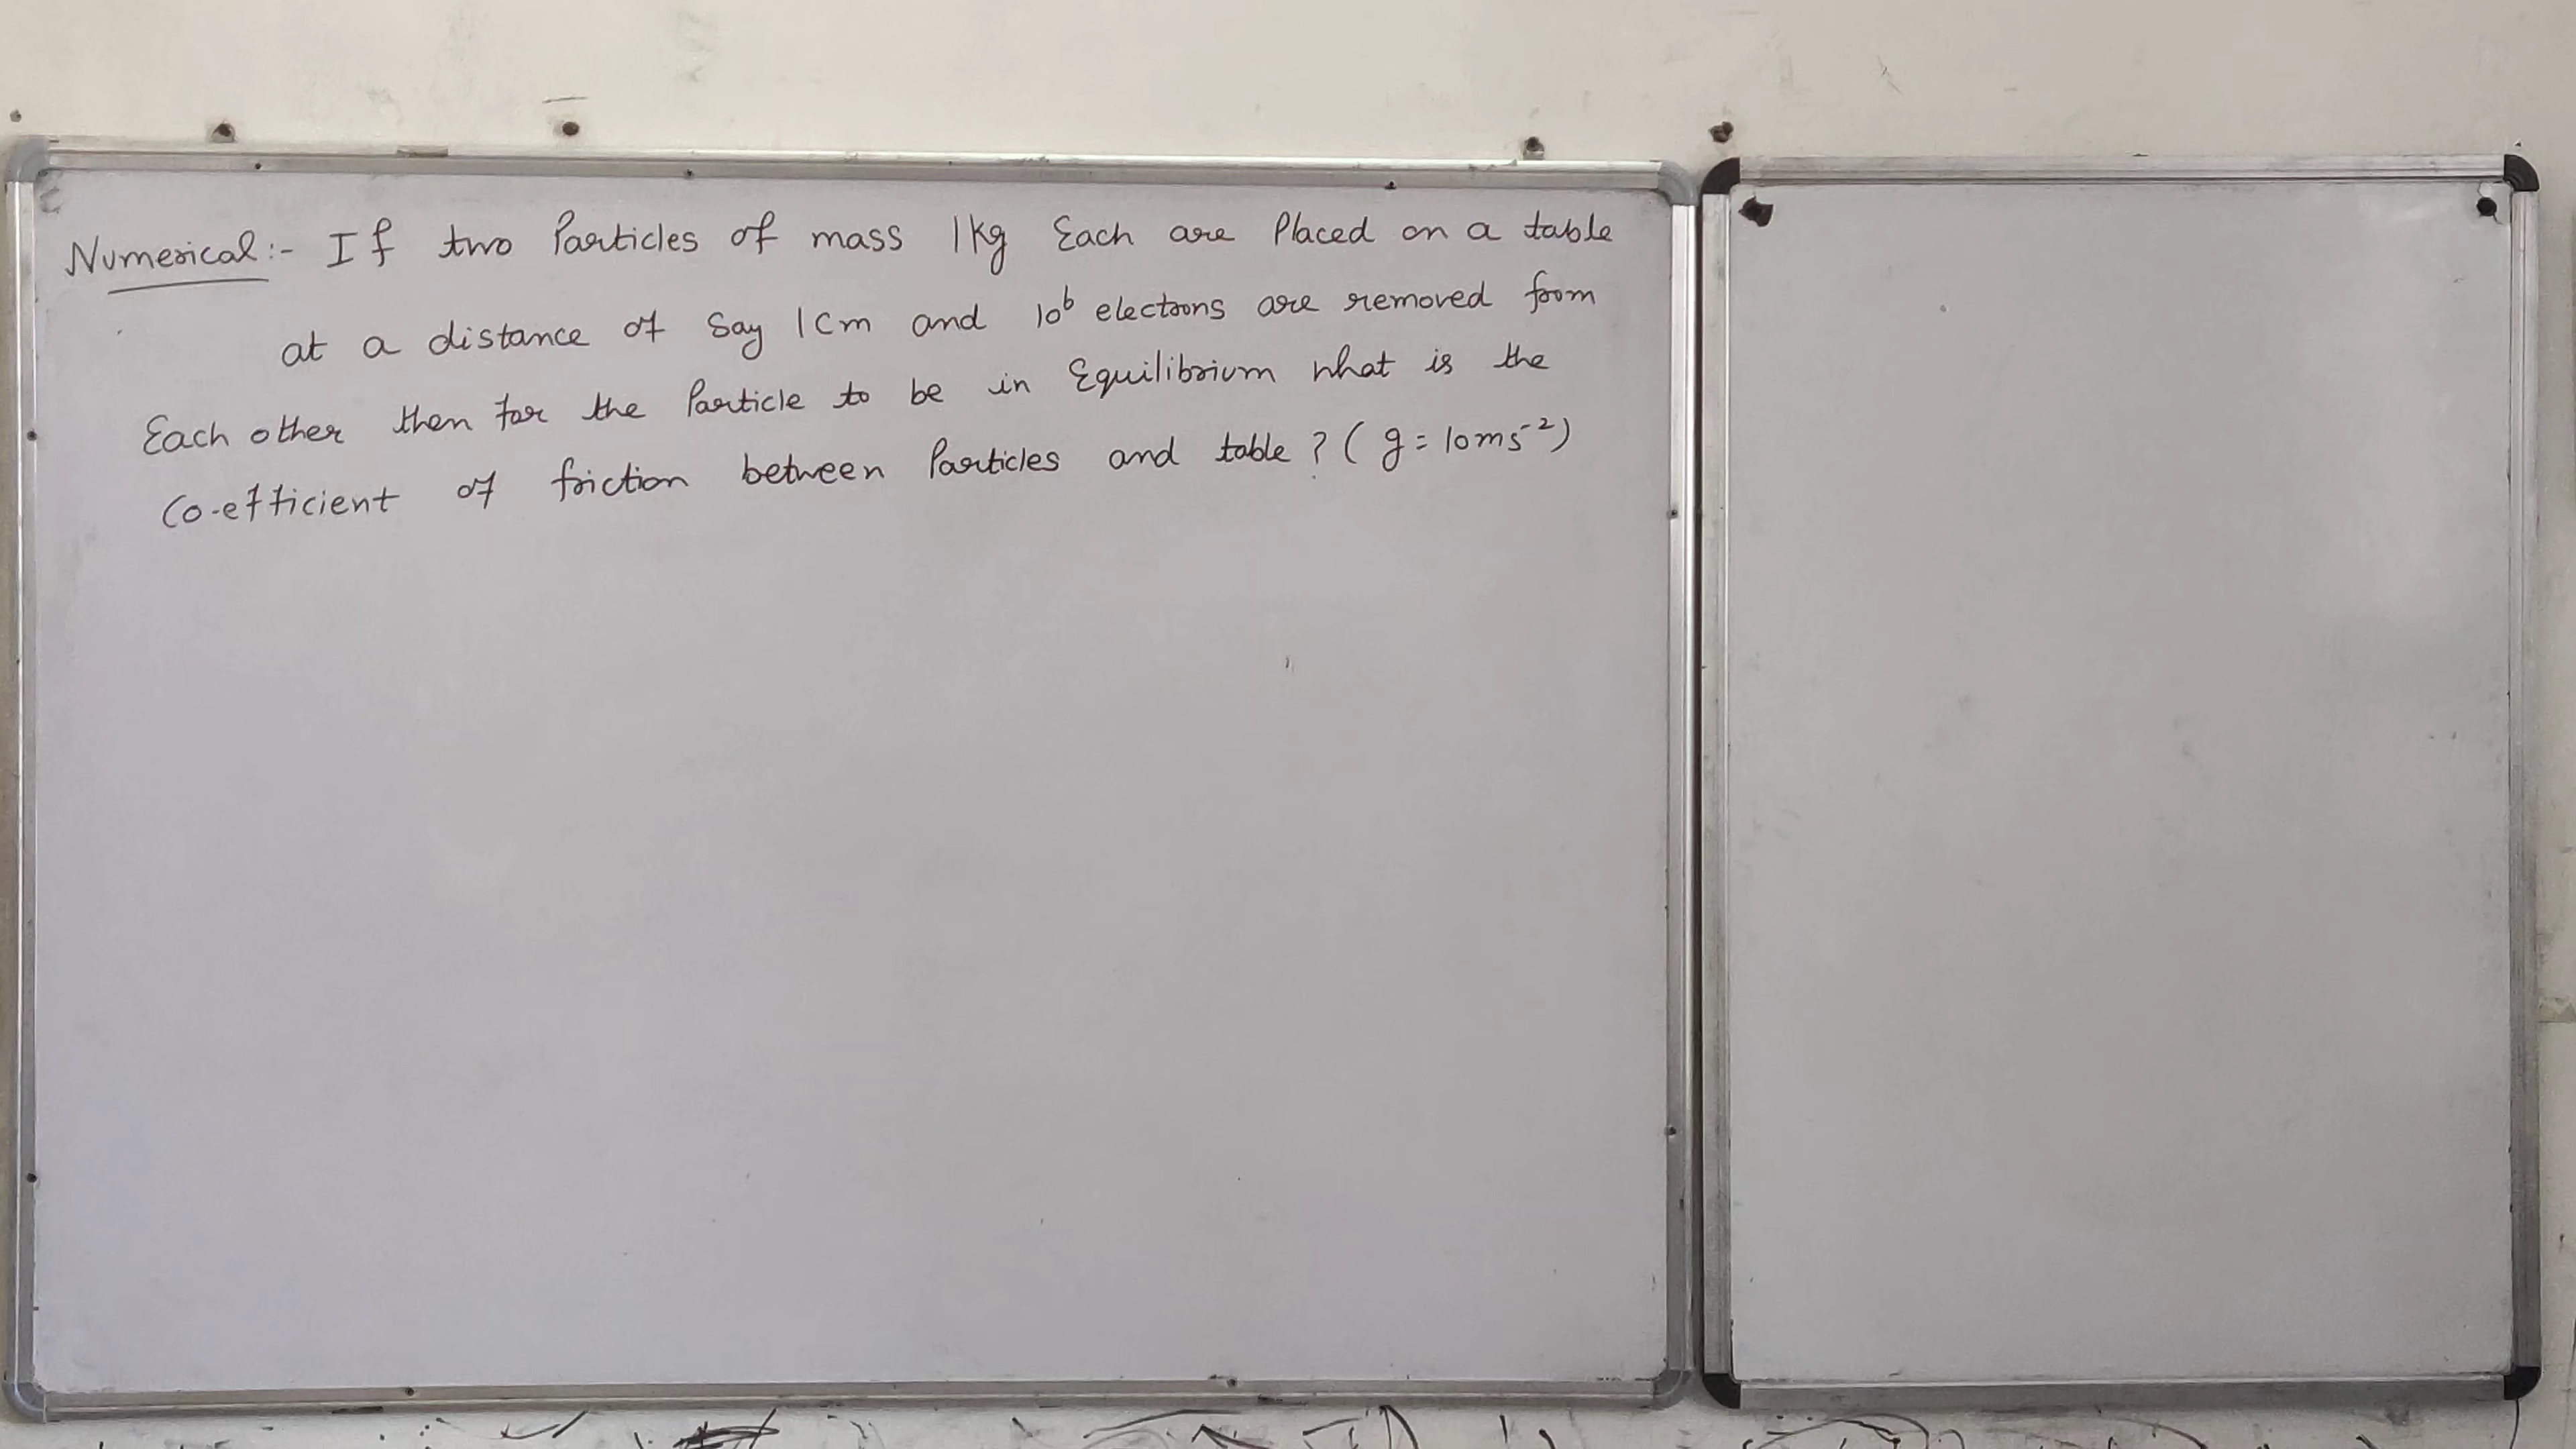 Numerical:- If two Particles of mass 1kg Each are Placed on a table
at a distance of Say 1cm and 10⁶ electrons are removed from
Each other then for the Particle to be in Equilibrium what is the
Co-efficient of friction between Particles and table? (g = 10ms⁻²)